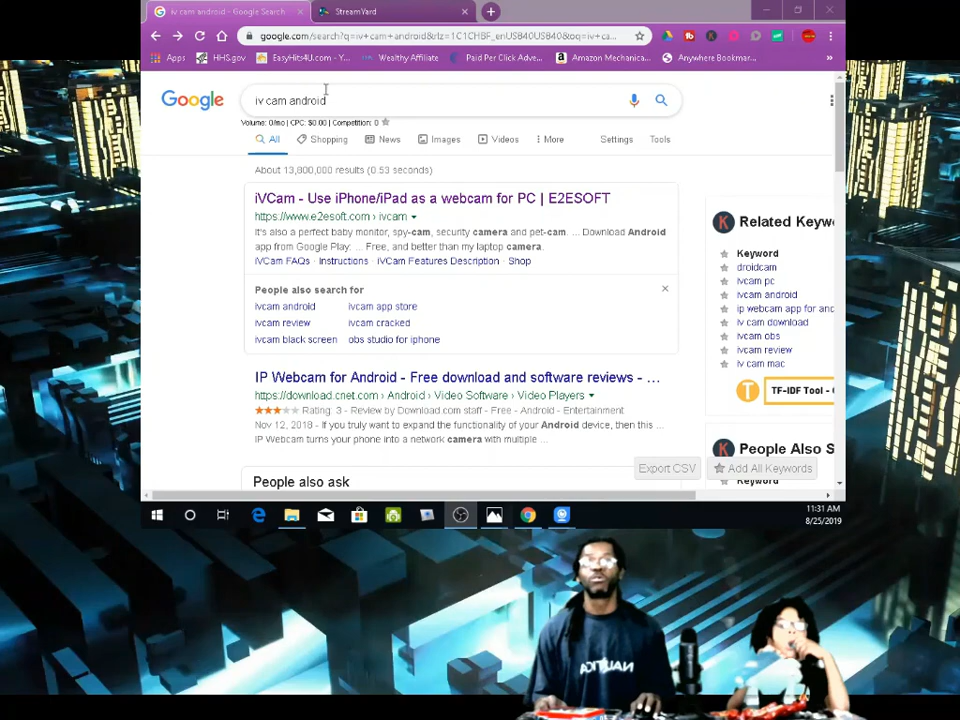 iv cam android - Google Search
StreamYard
google.com/search?q=iv+cam+android&rlz=1C1CHBF_enUSB40USB40&oq=iv+ca...
Apps
HHS.gov
EasyHits4U.com - Y...
Wealthy Affiliate
Paid Per Click Adve...
Amazon Mechanica...
Anywhere Bookmar...
»
Google
iv cam android
Volume: 0/mo | CPC: $0.00 | Competition: 0
All
Shopping
News
Images
Videos
More
Settings
Tools
About 13,800,000 results (0.53 seconds)
iVCam - Use iPhone/iPad as a webcam for PC | E2ESOFT
https://www.e2esoft.com › ivcam
It's also a perfect baby monitor, spy-cam, security camera and pet-cam. ... Download Android
app from Google Play: ... Free, and better than my laptop camera.
iVCam FAQs · Instructions · iVCam Features Description · Shop
People also search for
ivcam android
ivcam app store
ivcam review
ivcam cracked
ivcam black screen
obs studio for iphone
IP Webcam for Android - Free download and software reviews - ...
https://download.cnet.com › Android › Video Software › Video Players
Rating: 3 - Review by Download.com staff - Free - Android - Entertainment
Nov 12, 2018 - If you truly want to expand the functionality of your Android device, then this ...
IP Webcam turns your phone into a network camera with multiple ...
People also ask
K
Related Keyw
Keyword
droidcam
ivcam pc
ivcam android
ip webcam app for and
iv cam download
ivcam obs
ivcam review
iv cam mac
T
TF-IDF Tool -
K
People Also S
Keyword
Export CSV
Add All Keywords
11:31 AM
8/25/2019
NAUTICA